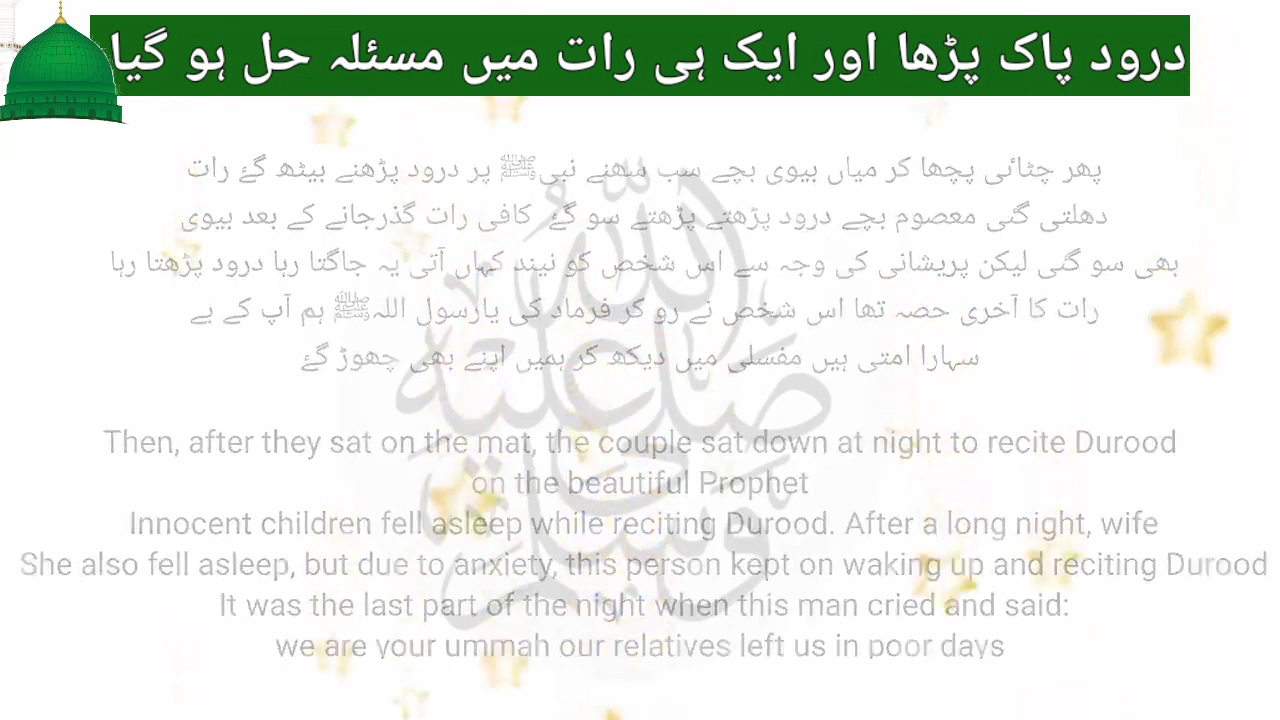 درود پاک پڑھا اور ایک ہی رات میں مسئلہ حل ہو گیا
پھر چٹائی پچھا کر میاں بیوی بچے سب سھنے نبیﷺ پر درود پڑھنے بیٹھ گۓ رات
دھلتی گئی معصوم بچے درود پڑھتے پڑھتے سو گۓ کافی رات گذرجانے کے بعد بیوی
بھی سو گئی لیکن پریشانی کی وجہ سے اس شخص کو نیند کہاں آتی یہ جاگتا رہا درود پڑھتا رہا
رات کا آخری حصہ تھا اس شخص نے رو کر فرماد کی یارسول اللہﷺ ہم آپ کے بے
سہارا امتی ہیں مفسلی میں دیکھ کر ہمیں اپنے بھی چھوڑ گۓ
الله
صلى عليه
وسلم
Then, after they sat on the mat, the couple sat down at night to recite Durood
on the beautiful Prophet
Innocent children fell asleep while reciting Durood. After a long night, wife
She also fell asleep, but due to anxiety, this person kept on waking up and reciting Durood
It was the last part of the night when this man cried and said:
we are your ummah our relatives left us in poor days